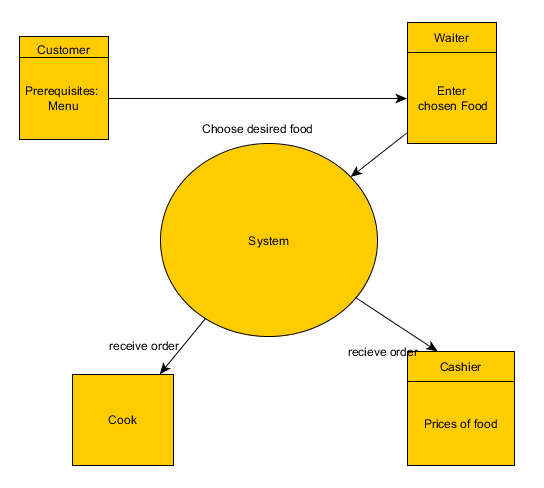 Customer
Prerequisites:
Menu
Waiter
Enter
chosen Food
Choose desired food
System
receive order
recieve order
Cook
Cashier
Prices of food